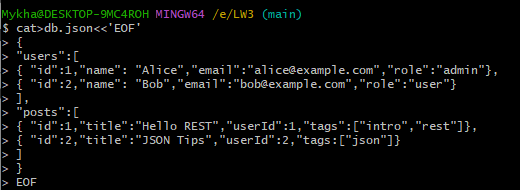 Mykha@DESKTOP-9MC4ROH MINGW64 /e/LW3 (main)
$ cat>db.json<<'EOF'
> {
> "users":[
> { "id":1,"name": "Alice","email":"alice@example.com","role":"admin"},
> { "id":2,"name": "Bob","email":"bob@example.com","role":"user"}
> ],
> "posts":[
> { "id":1,"title":"Hello REST","userId":1,"tags":["intro","rest"]},
> { "id":2,"title":"JSON Tips","userId":2,"tags:["json"]}
> ]
> }
> EOF